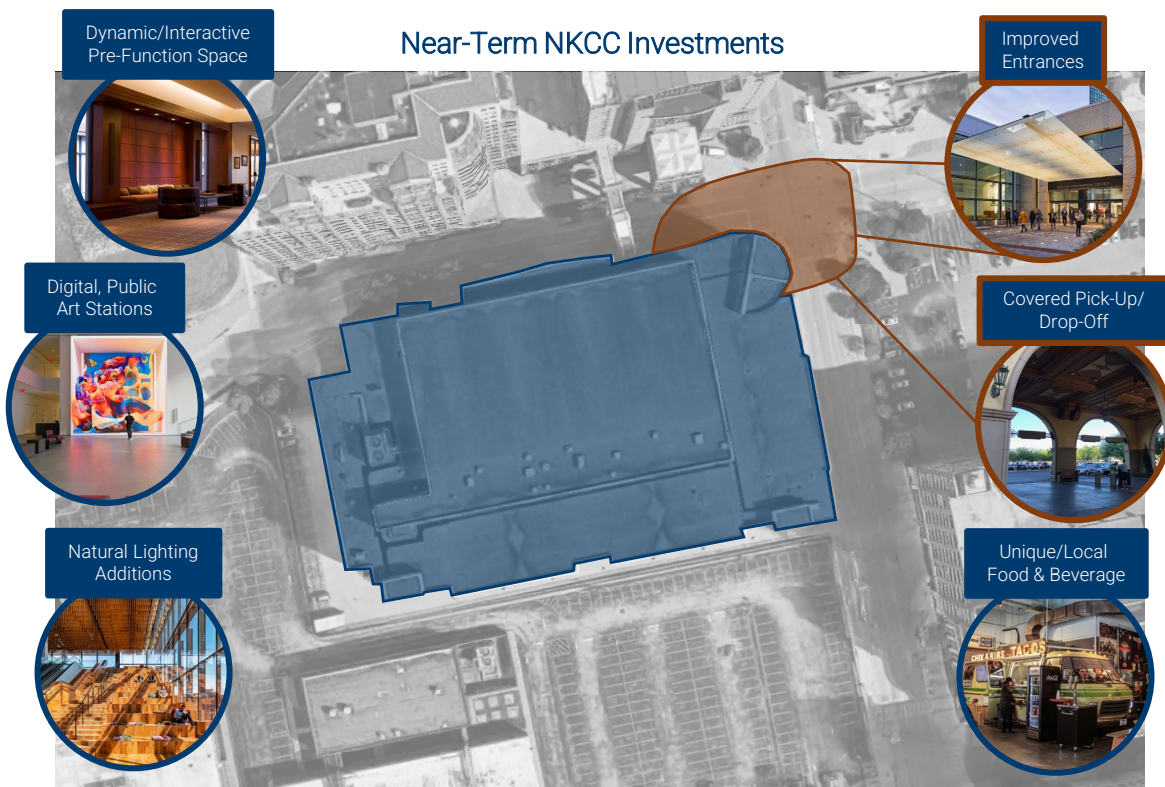 Near-Term NKCC Investments
Dynamic/Interactive
Pre-Function Space
Improved
Entrances
Digital, Public
Art Stations
Covered Pick-Up/
Drop-Off
Natural Lighting
Additions
Unique/Local
Food & Beverage
TACOS